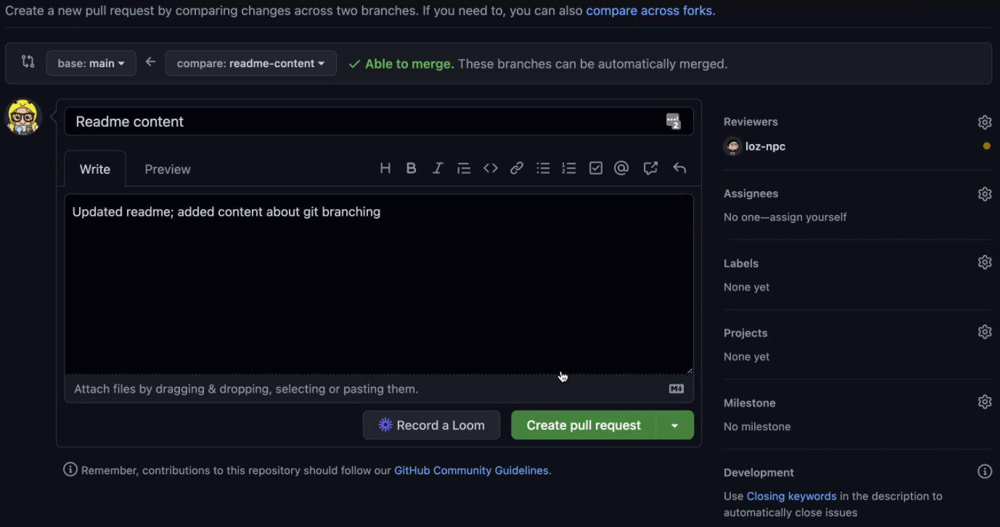 Create a new pull request by comparing changes across two branches. If you need to, you can also compare across forks.
base: main
compare: readme-content
Able to merge. These branches can be automatically merged.
Readme content
2
Write
Preview
H B I
Updated readme; added content about git branching
Attach files by dragging & dropping, selecting or pasting them.
M
Record a Loom
Create pull request
Remember, contributions to this repository should follow our GitHub Community Guidelines.
Reviewers
loz-npc
Assignees
No one—assign yourself
Labels
None yet
Projects
None yet
Milestone
No milestone
Development
Use Closing keywords in the description to
automatically close issues